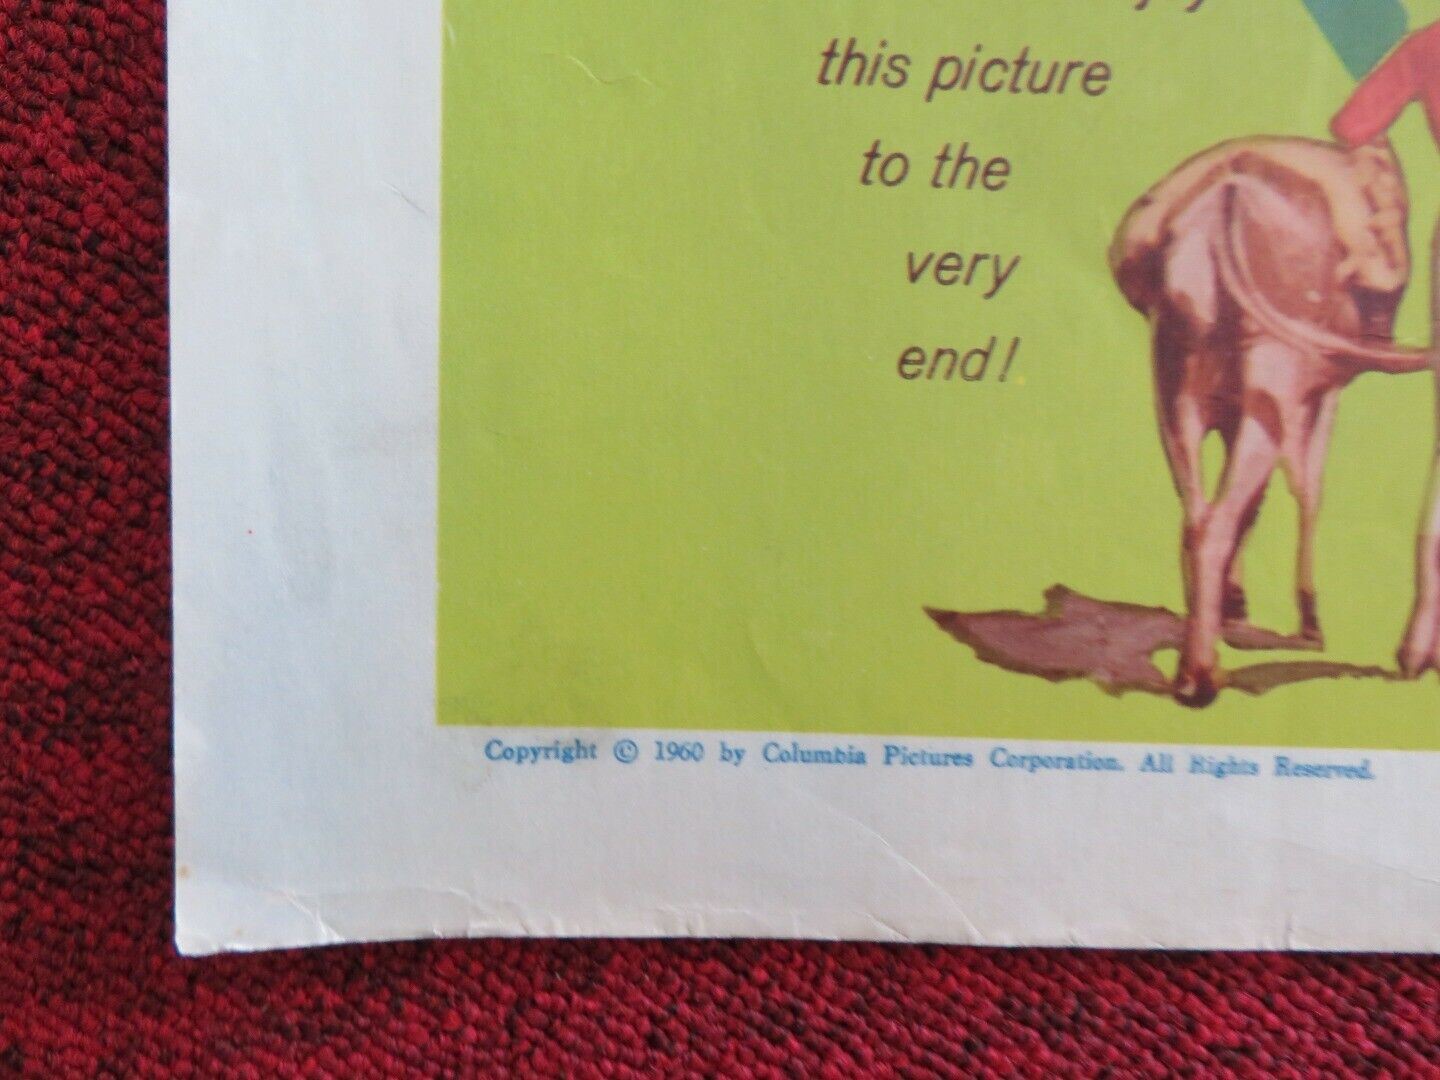 this picture
to the
very
end!
Copyright © 1960 by Columbia Pictures Corporation. All Rights Reserved.